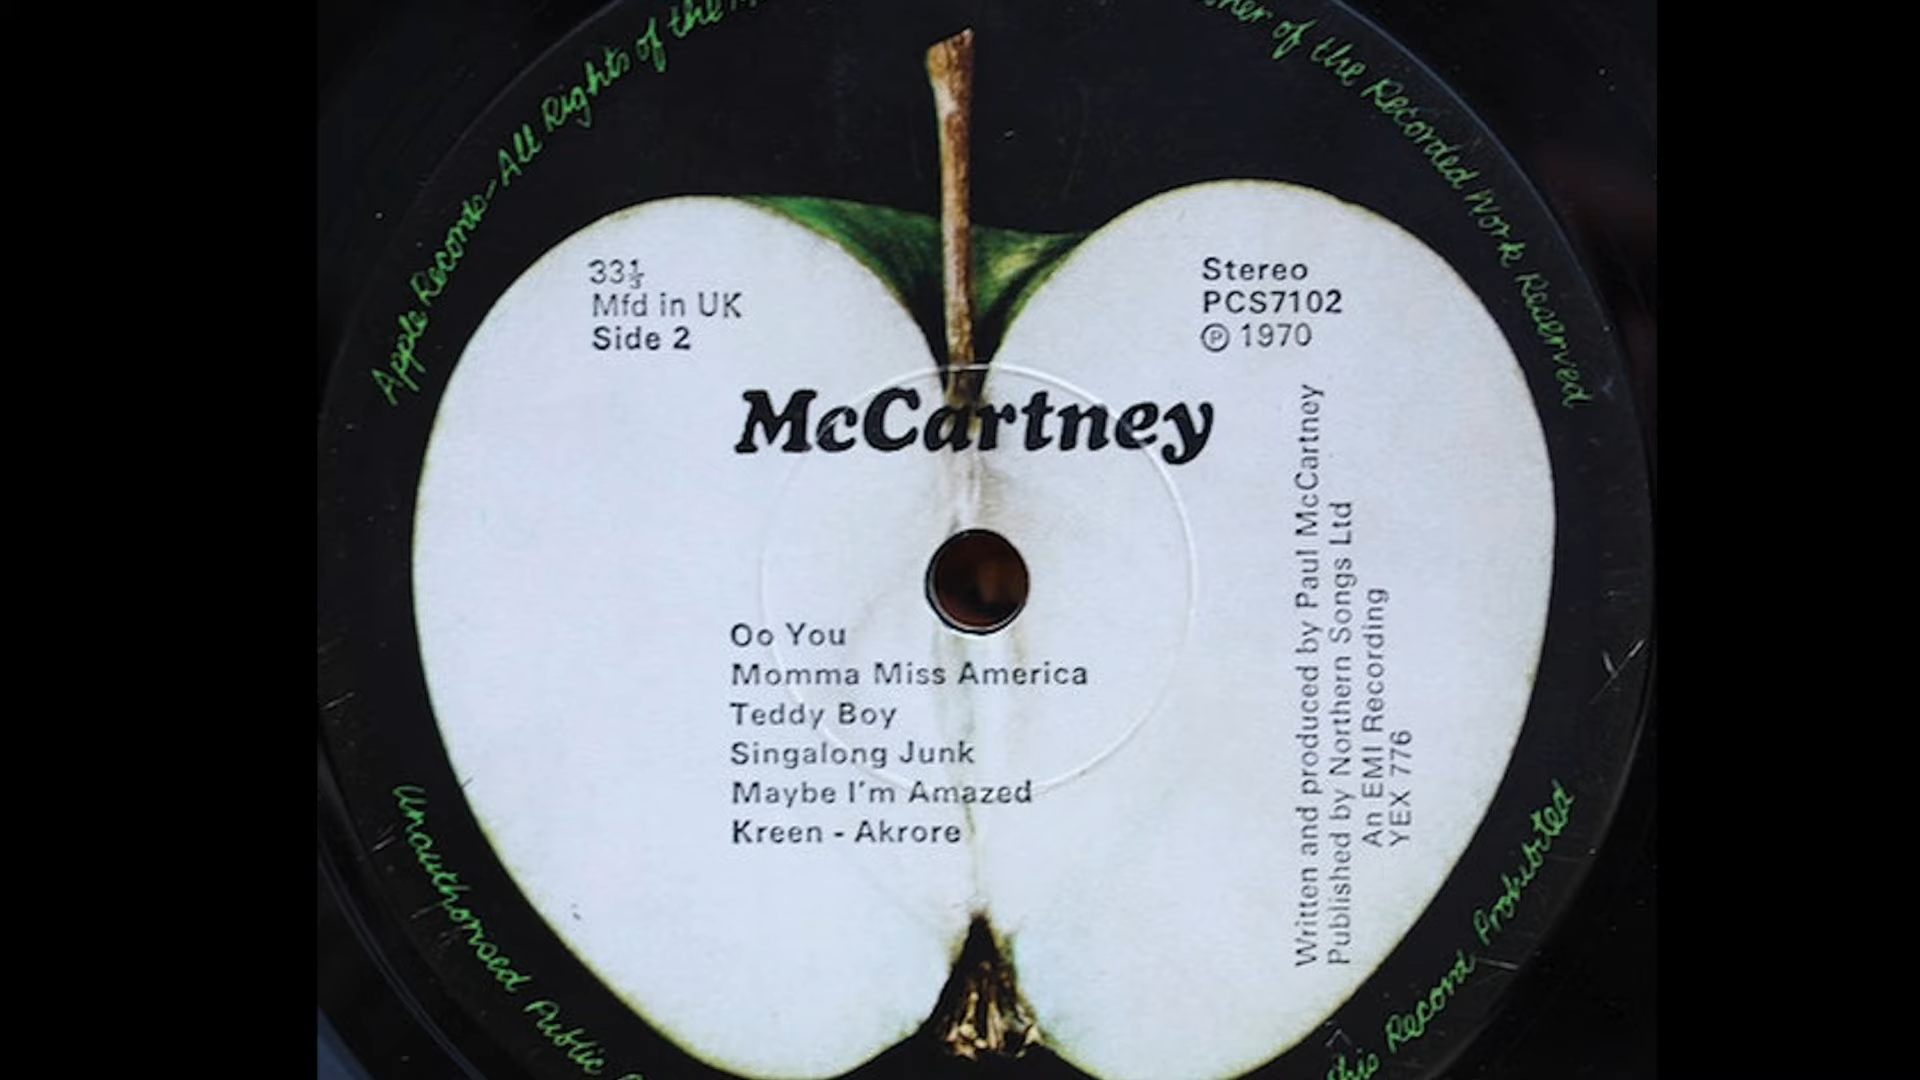 Apple Records-All Rights of the
ner of the Recorded Work Reserved
33⅓
Mfd in UK
Side 2
Stereo
PCS7102
℗ 1970
McCartney
Oo You
Momma Miss America
Teddy Boy
Singalong Junk
Maybe I'm Amazed
Kreen - Akrore
Written and produced by Paul McCartney
Published by Northern Songs Ltd
An EMI Recording
YEX 776
Unauthorised Public
This Record Prohibited